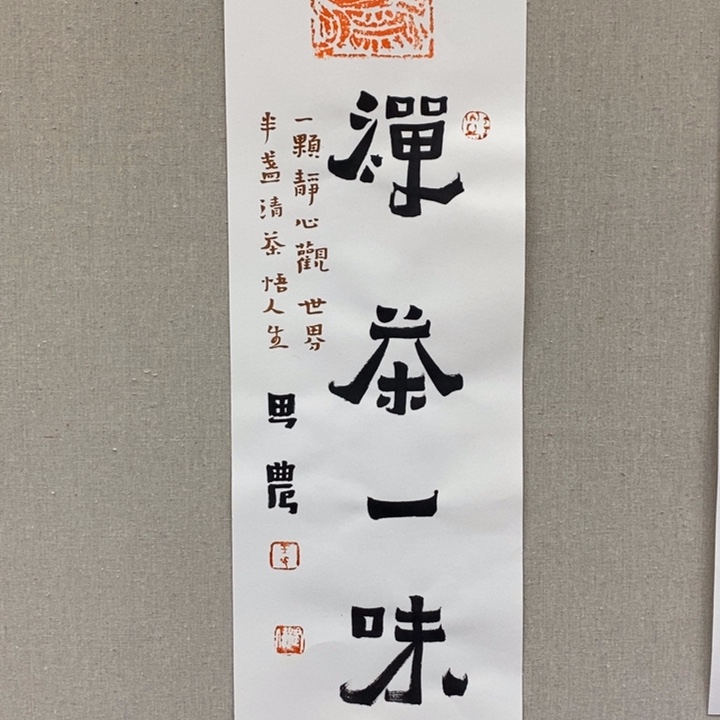 禪茶一味
一顆靜心觀世界
半盞清茶悟人生
農